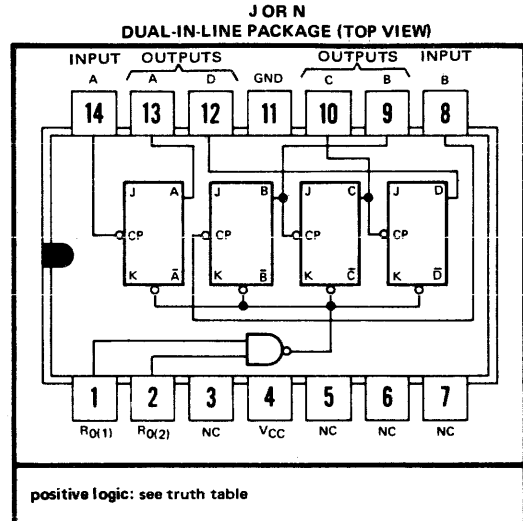 J OR N
DUAL-IN-LINE PACKAGE (TOP VIEW)
INPUT OUTPUTS OUTPUTS INPUT
A A D GND C B B
14 13 12 11 10 9 8
J A J B J C J D
CP CP CP CP
K A̅ K B̅ K C̅ K D̅
1 2 3 4 5 6 7
R0(1) R0(2) NC VCC NC NC NC
positive logic: see truth table